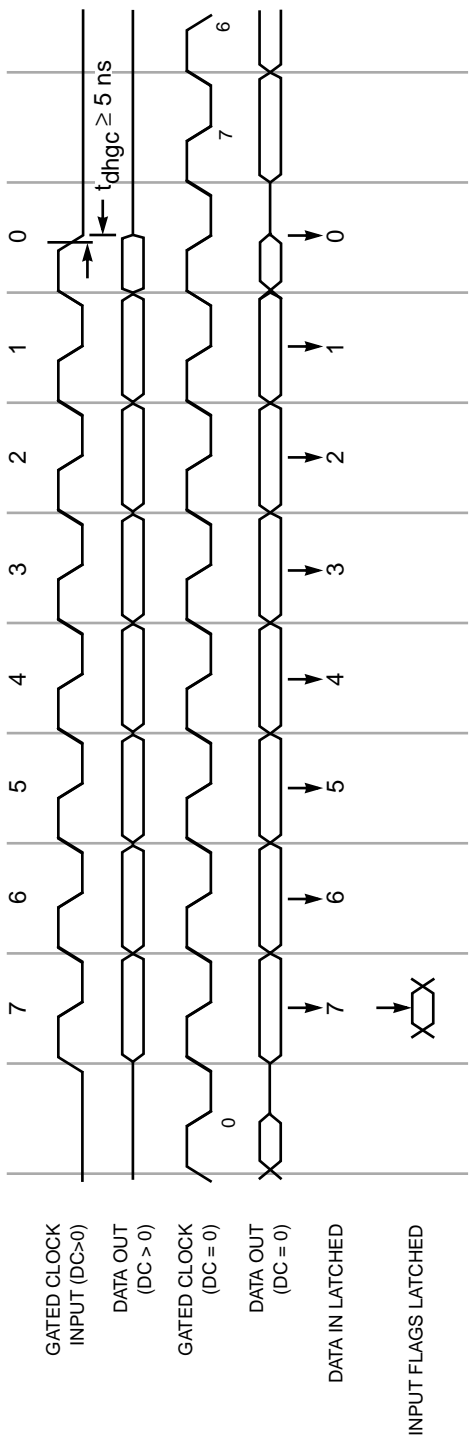 7 6 5 4 3 2 1 0
GATED CLOCK
INPUT (DC>0)
tdhgc ≥ 5 ns
DATA OUT
(DC > 0)
GATED CLOCK
(DC = 0)
0 7 6
DATA OUT
(DC = 0)
DATA IN LATCHED
7 6 5 4 3 2 1 0
INPUT FLAGS LATCHED